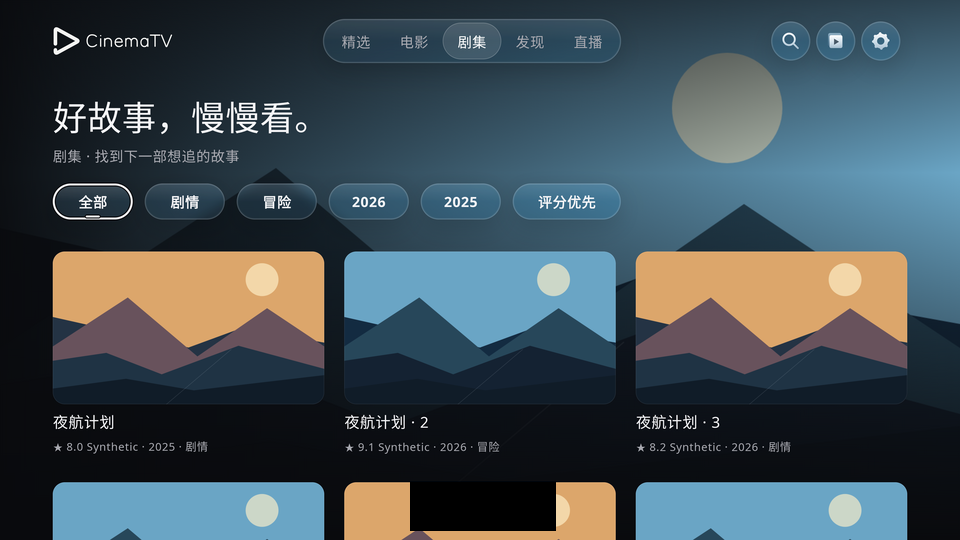 CinemaTV
精选 电影 剧集 发现 直播
好故事，慢慢看。
剧集 · 找到下一部想追的故事
全部 剧情 冒险 2026 2025 评分优先
夜航计划 夜航计划 · 2 夜航计划 · 3
★ 8.0 Synthetic · 2025 · 剧情 ★ 9.1 Synthetic · 2026 · 冒险 ★ 8.2 Synthetic · 2026 · 剧情